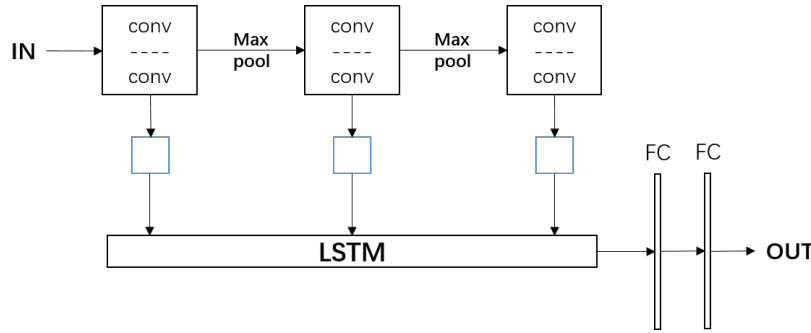 IN
conv
----
conv
Max
pool
conv
----
conv
Max
pool
conv
----
conv
FC
FC
LSTM
OUT